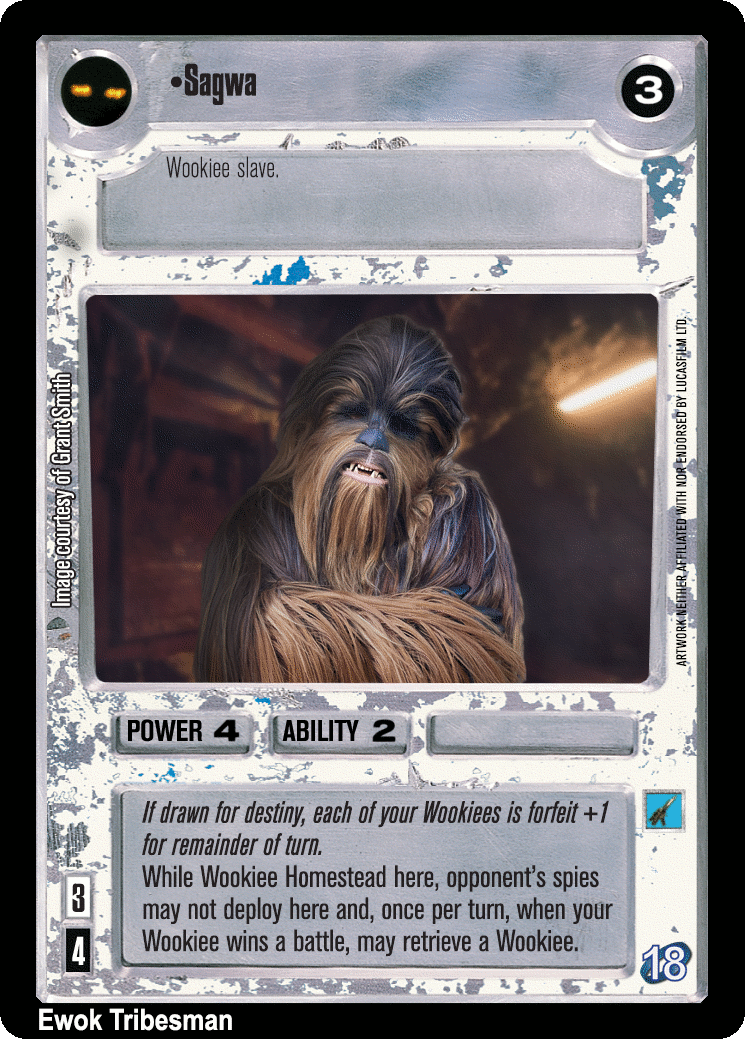 •Sagwa
3
Wookiee slave.
Image courtesy of Grant Smith
ARTWORK NEITHER AFFILIATED WITH NOR ENDORSED BY LUCASFILM LTD.
POWER 4
ABILITY 2
If drawn for destiny, each of your Wookiees is forfeit +1
for remainder of turn.
While Wookiee Homestead here, opponent's spies
may not deploy here and, once per turn, when your
Wookiee wins a battle, may retrieve a Wookiee.
3
4
18
Ewok Tribesman